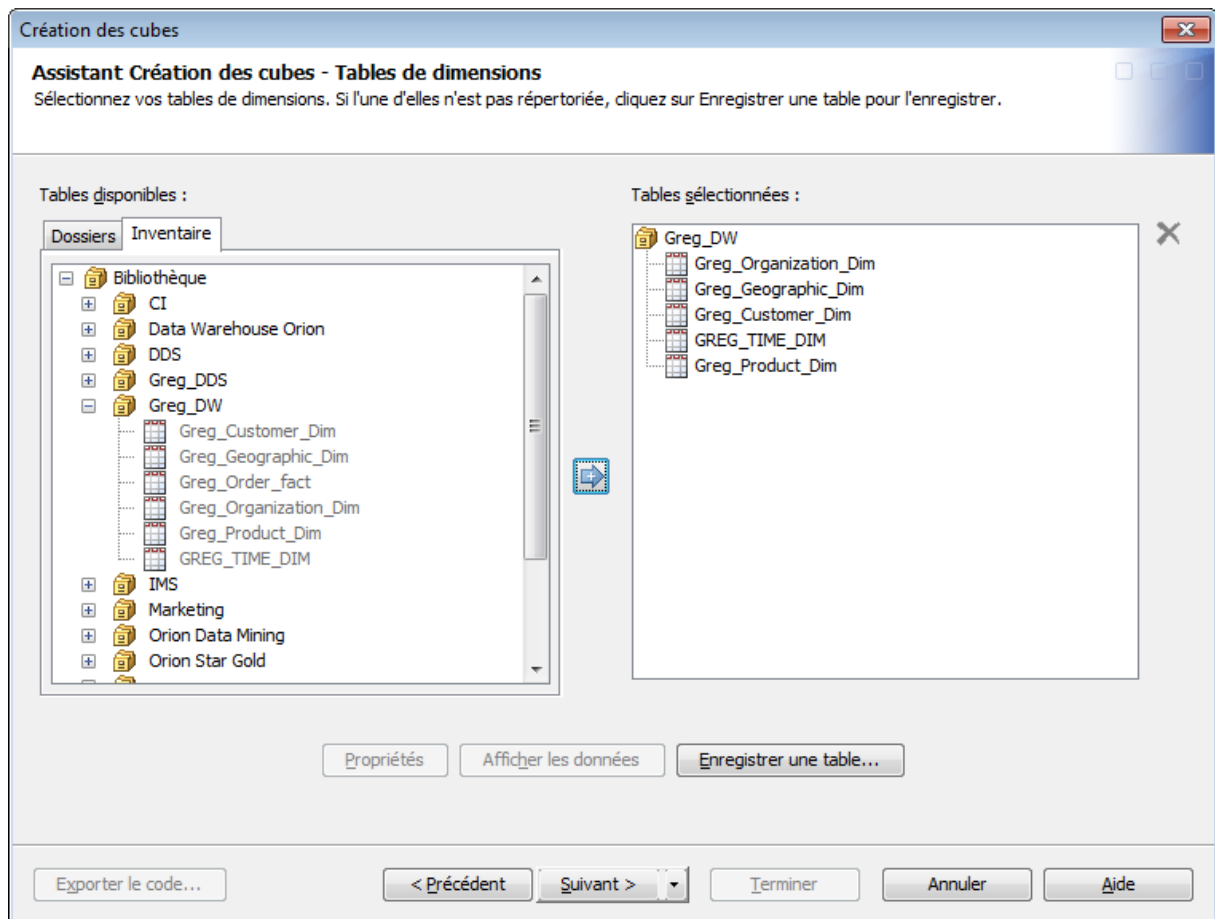 Création des cubes
Assistant Création des cubes - Tables de dimensions
Sélectionnez vos tables de dimensions. Si l'une d'elles n'est pas répertoriée, cliquez sur Enregistrer une table pour l'enregistrer.
Tables disponibles :
Dossiers
Inventaire
Bibliothèque
CI
Data Warehouse Orion
DDS
Greg_DDS
Greg_DW
Greg_Customer_Dim
Greg_Geographic_Dim
Greg_Order_fact
Greg_Organization_Dim
Greg_Product_Dim
GREG_TIME_DIM
IMS
Marketing
Orion Data Mining
Orion Star Gold
Tables sélectionnées :
Greg_DW
Greg_Organization_Dim
Greg_Geographic_Dim
Greg_Customer_Dim
GREG_TIME_DIM
Greg_Product_Dim
Propriétés
Afficher les données
Enregistrer une table...
Exporter le code...
< Précédent
Suivant >
Terminer
Annuler
Aide